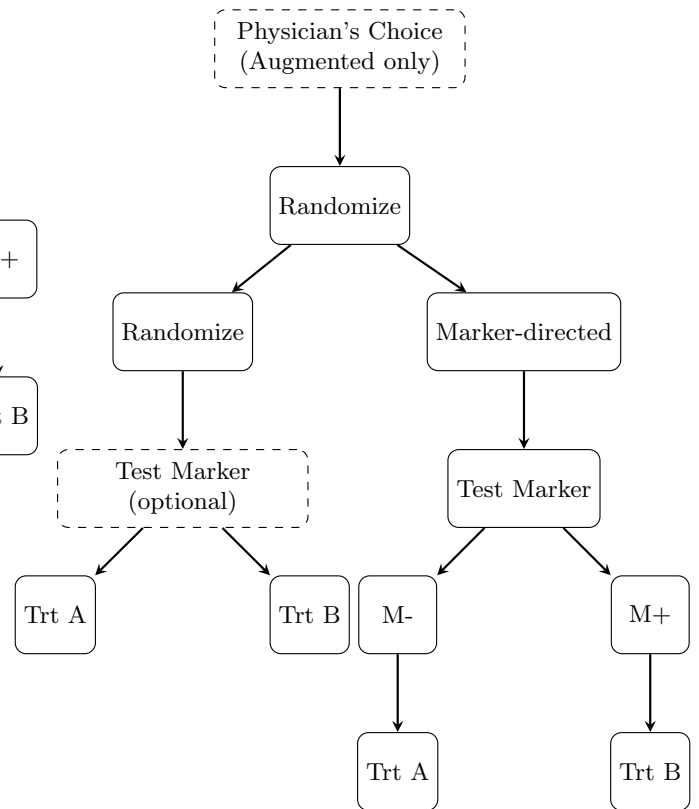 Physician's Choice
(Augmented only)
Randomize
+
Randomize
Marker-directed
B
Test Marker
(optional)
Test Marker
Trt A
Trt B
M-
M+
Trt A
Trt B